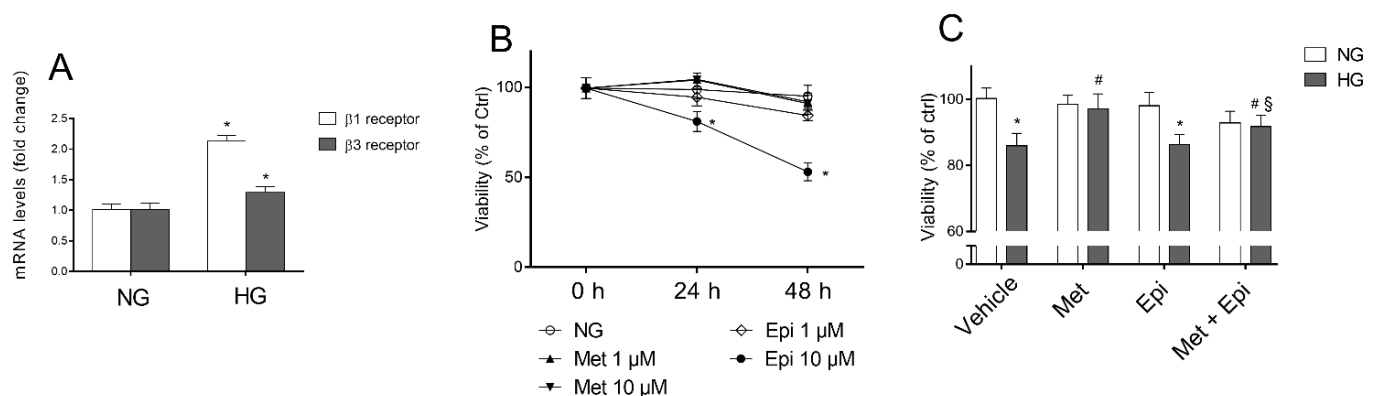 A
mRNA levels (fold change)
2.5
2.0
1.5
1.0
0.5
0.0
*
*
NG
HG
β1 receptor
β3 receptor
B
Viability (% of Ctrl)
100
50
0
*
*
0 h
24 h
48 h
NG
Met 1 µM
Met 10 µM
Epi 1 µM
Epi 10 µM
C
Viability (% of ctrl)
100
80
60
0
*
#
*
# §
Vehicle
Met
Epi
Met + Epi
NG
HG